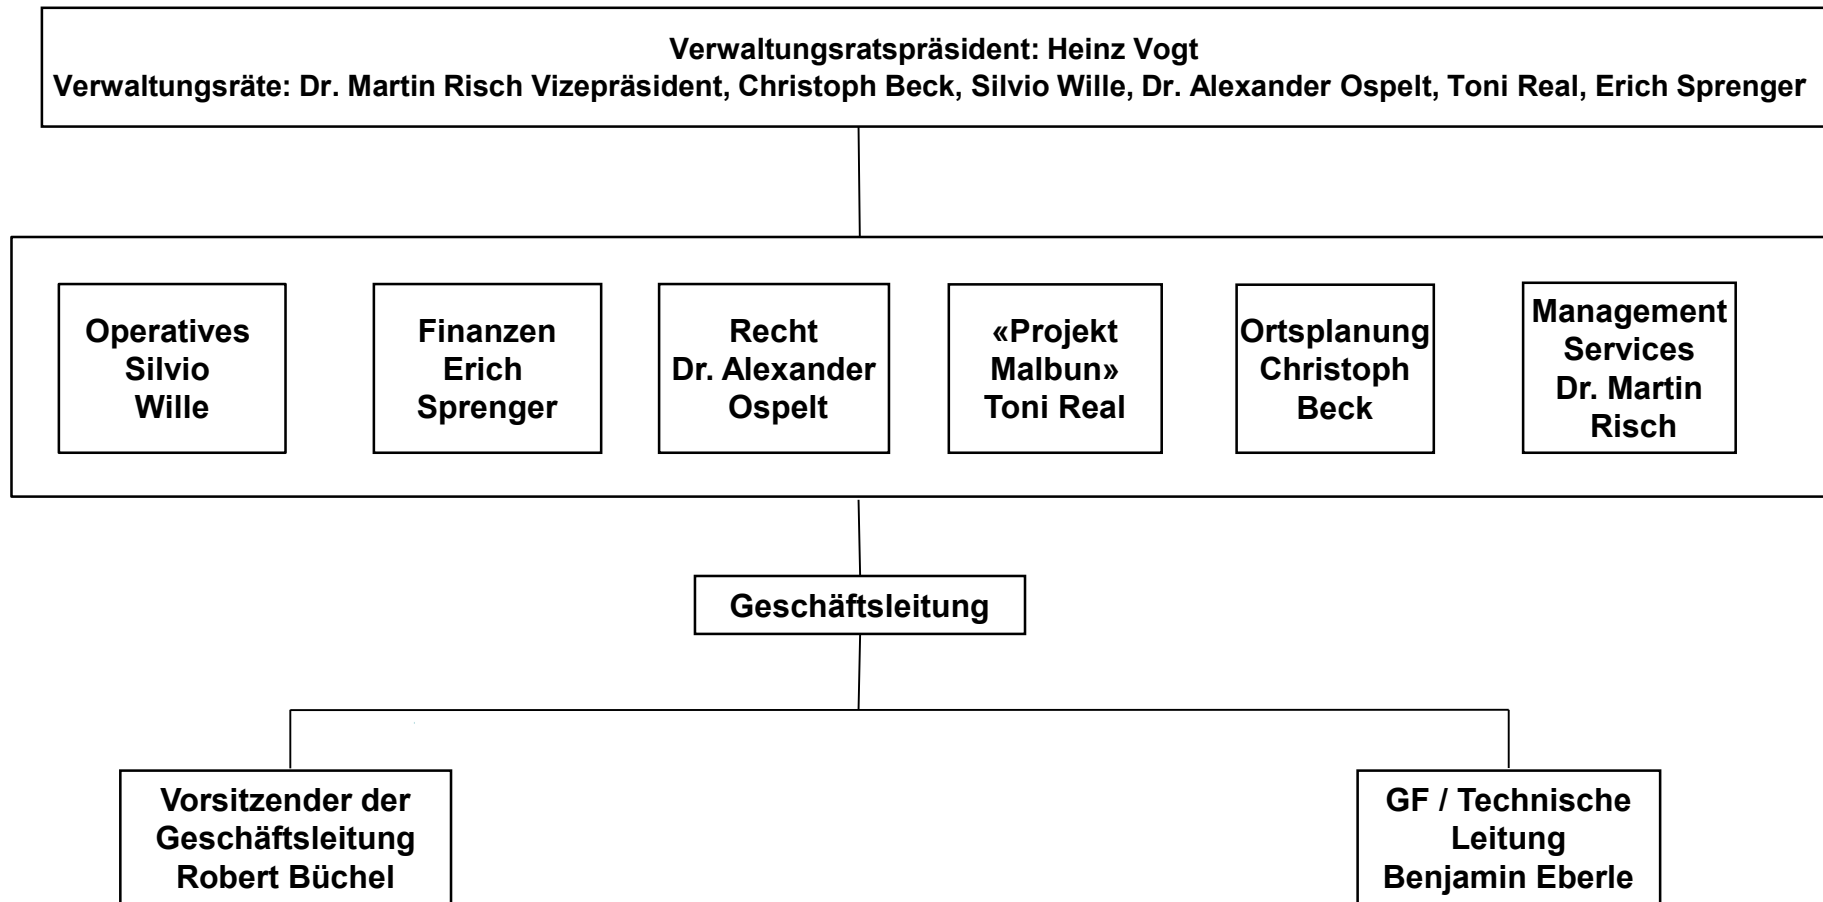 Verwaltungsratspräsident: Heinz Vogt
Verwaltungsräte: Dr. Martin Risch Vizepräsident, Christoph Beck, Silvio Wille, Dr. Alexander Ospelt, Toni Real, Erich Sprenger
Operatives
Silvio
Wille
Finanzen
Erich
Sprenger
Recht
Dr. Alexander
Ospelt
«Projekt
Malbun»
Toni Real
Ortsplanung
Christoph
Beck
Management
Services
Dr. Martin
Risch
Geschäftsleitung
Vorsitzender der
Geschäftsleitung
Robert Büchel
GF / Technische
Leitung
Benjamin Eberle